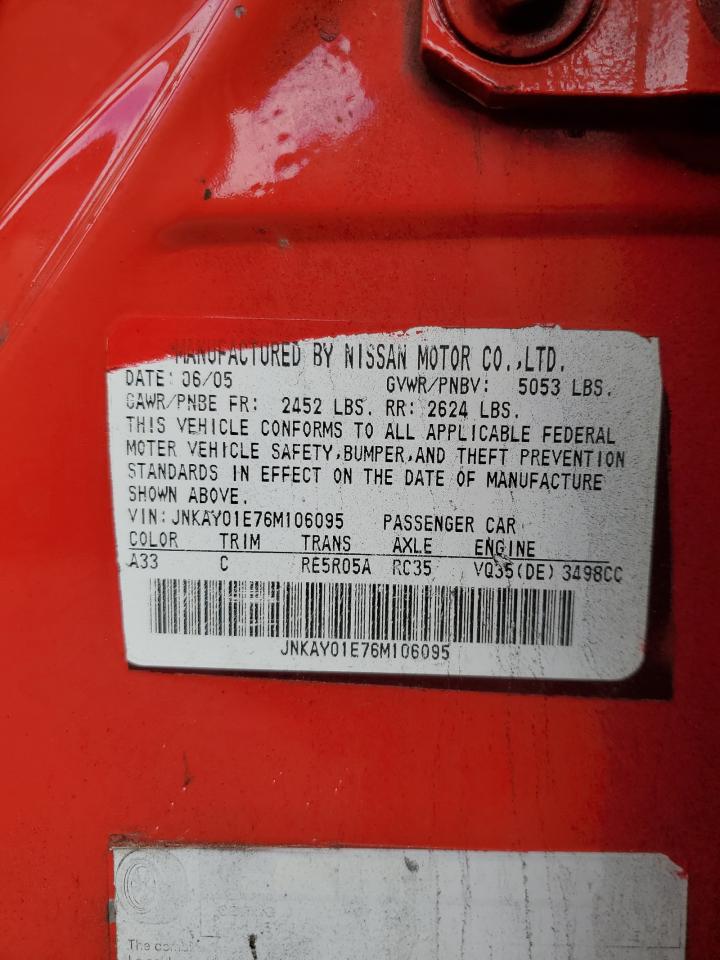 MANUFACTURED BY NISSAN MOTOR CO.,LTD.
DATE: 06/05 GVWR/PNBV: 5053 LBS.
GAWR/PNBE FR: 2452 LBS. RR: 2624 LBS.
THIS VEHICLE CONFORMS TO ALL APPLICABLE FEDERAL
MOTER VEHICLE SAFETY,BUMPER,AND THEFT PREVENTION
STANDARDS IN EFFECT ON THE DATE OF MANUFACTURE
SHOWN ABOVE.
VIN: JNKAY01E76M106095 PASSENGER CAR
COLOR TRIM TRANS AXLE ENGINE
A33 C RE5R05A RC35 VQ35(DE) 3498CC
JNKAY01E76M106095
The